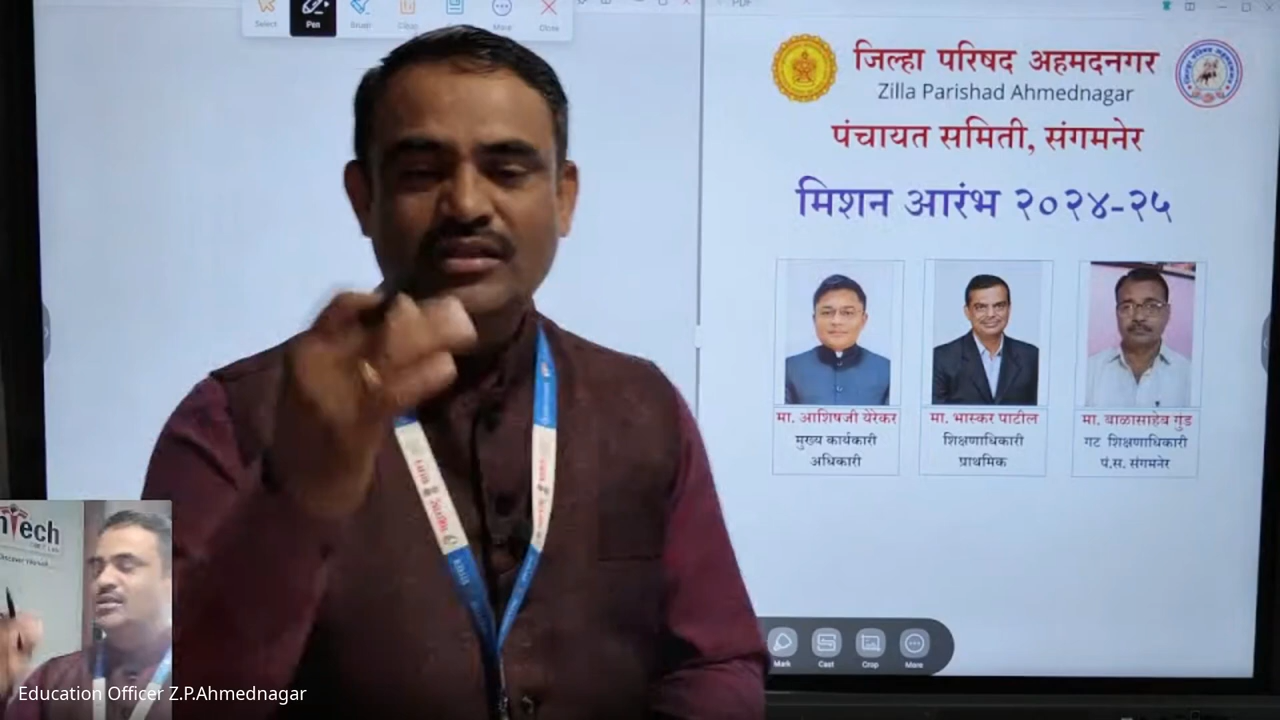 Select
Pen
More
Close
PDF
जिल्हा परिषद अहमदनगर
Zilla Parishad Ahmednagar
पंचायत समिती, संगमनेर
मिशन आरंभ २०२४-२५
मा. आशिषजी येरेकर
मुख्य कार्यकारी
अधिकारी
मा. भास्कर पाटील
शिक्षणाधिकारी
प्राथमिक
मा. बाळासाहेब गुंड
गट शिक्षणाधिकारी
पं.स. संगमनेर
Mark
Cast
Crop
More
Education Officer Z.P.Ahmednagar